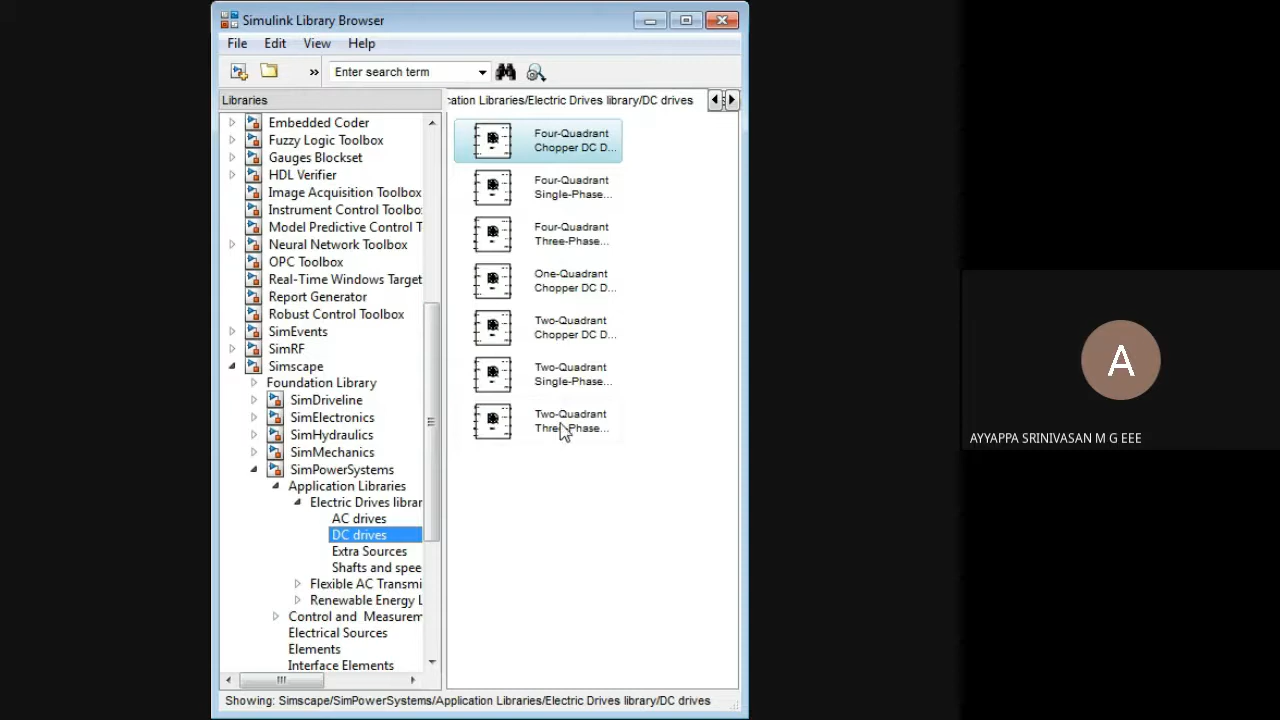 Simulink Library Browser
File Edit View Help
» Enter search term
Libraries
ation Libraries/Electric Drives library/DC drives
Embedded Coder
Fuzzy Logic Toolbox
Gauges Blockset
HDL Verifier
Image Acquisition Toolbox
Instrument Control Toolbo
Model Predictive Control T
Neural Network Toolbox
OPC Toolbox
Real-Time Windows Target
Report Generator
Robust Control Toolbox
SimEvents
SimRF
Simscape
Foundation Library
SimDriveline
SimElectronics
SimHydraulics
SimMechanics
SimPowerSystems
Application Libraries
Electric Drives librar
AC drives
DC drives
Extra Sources
Shafts and spee
Flexible AC Transmi
Renewable Energy L
Control and Measurem
Electrical Sources
Elements
Interface Elements
Four-Quadrant
Chopper DC D...
Four-Quadrant
Single-Phase...
Four-Quadrant
Three-Phase...
One-Quadrant
Chopper DC D...
Two-Quadrant
Chopper DC D...
Two-Quadrant
Single-Phase...
Two-Quadrant
Three-Phase...
Showing: Simscape/SimPowerSystems/Application Libraries/Electric Drives library/DC drives
A
AYYAPPA SRINIVASAN M G EEE